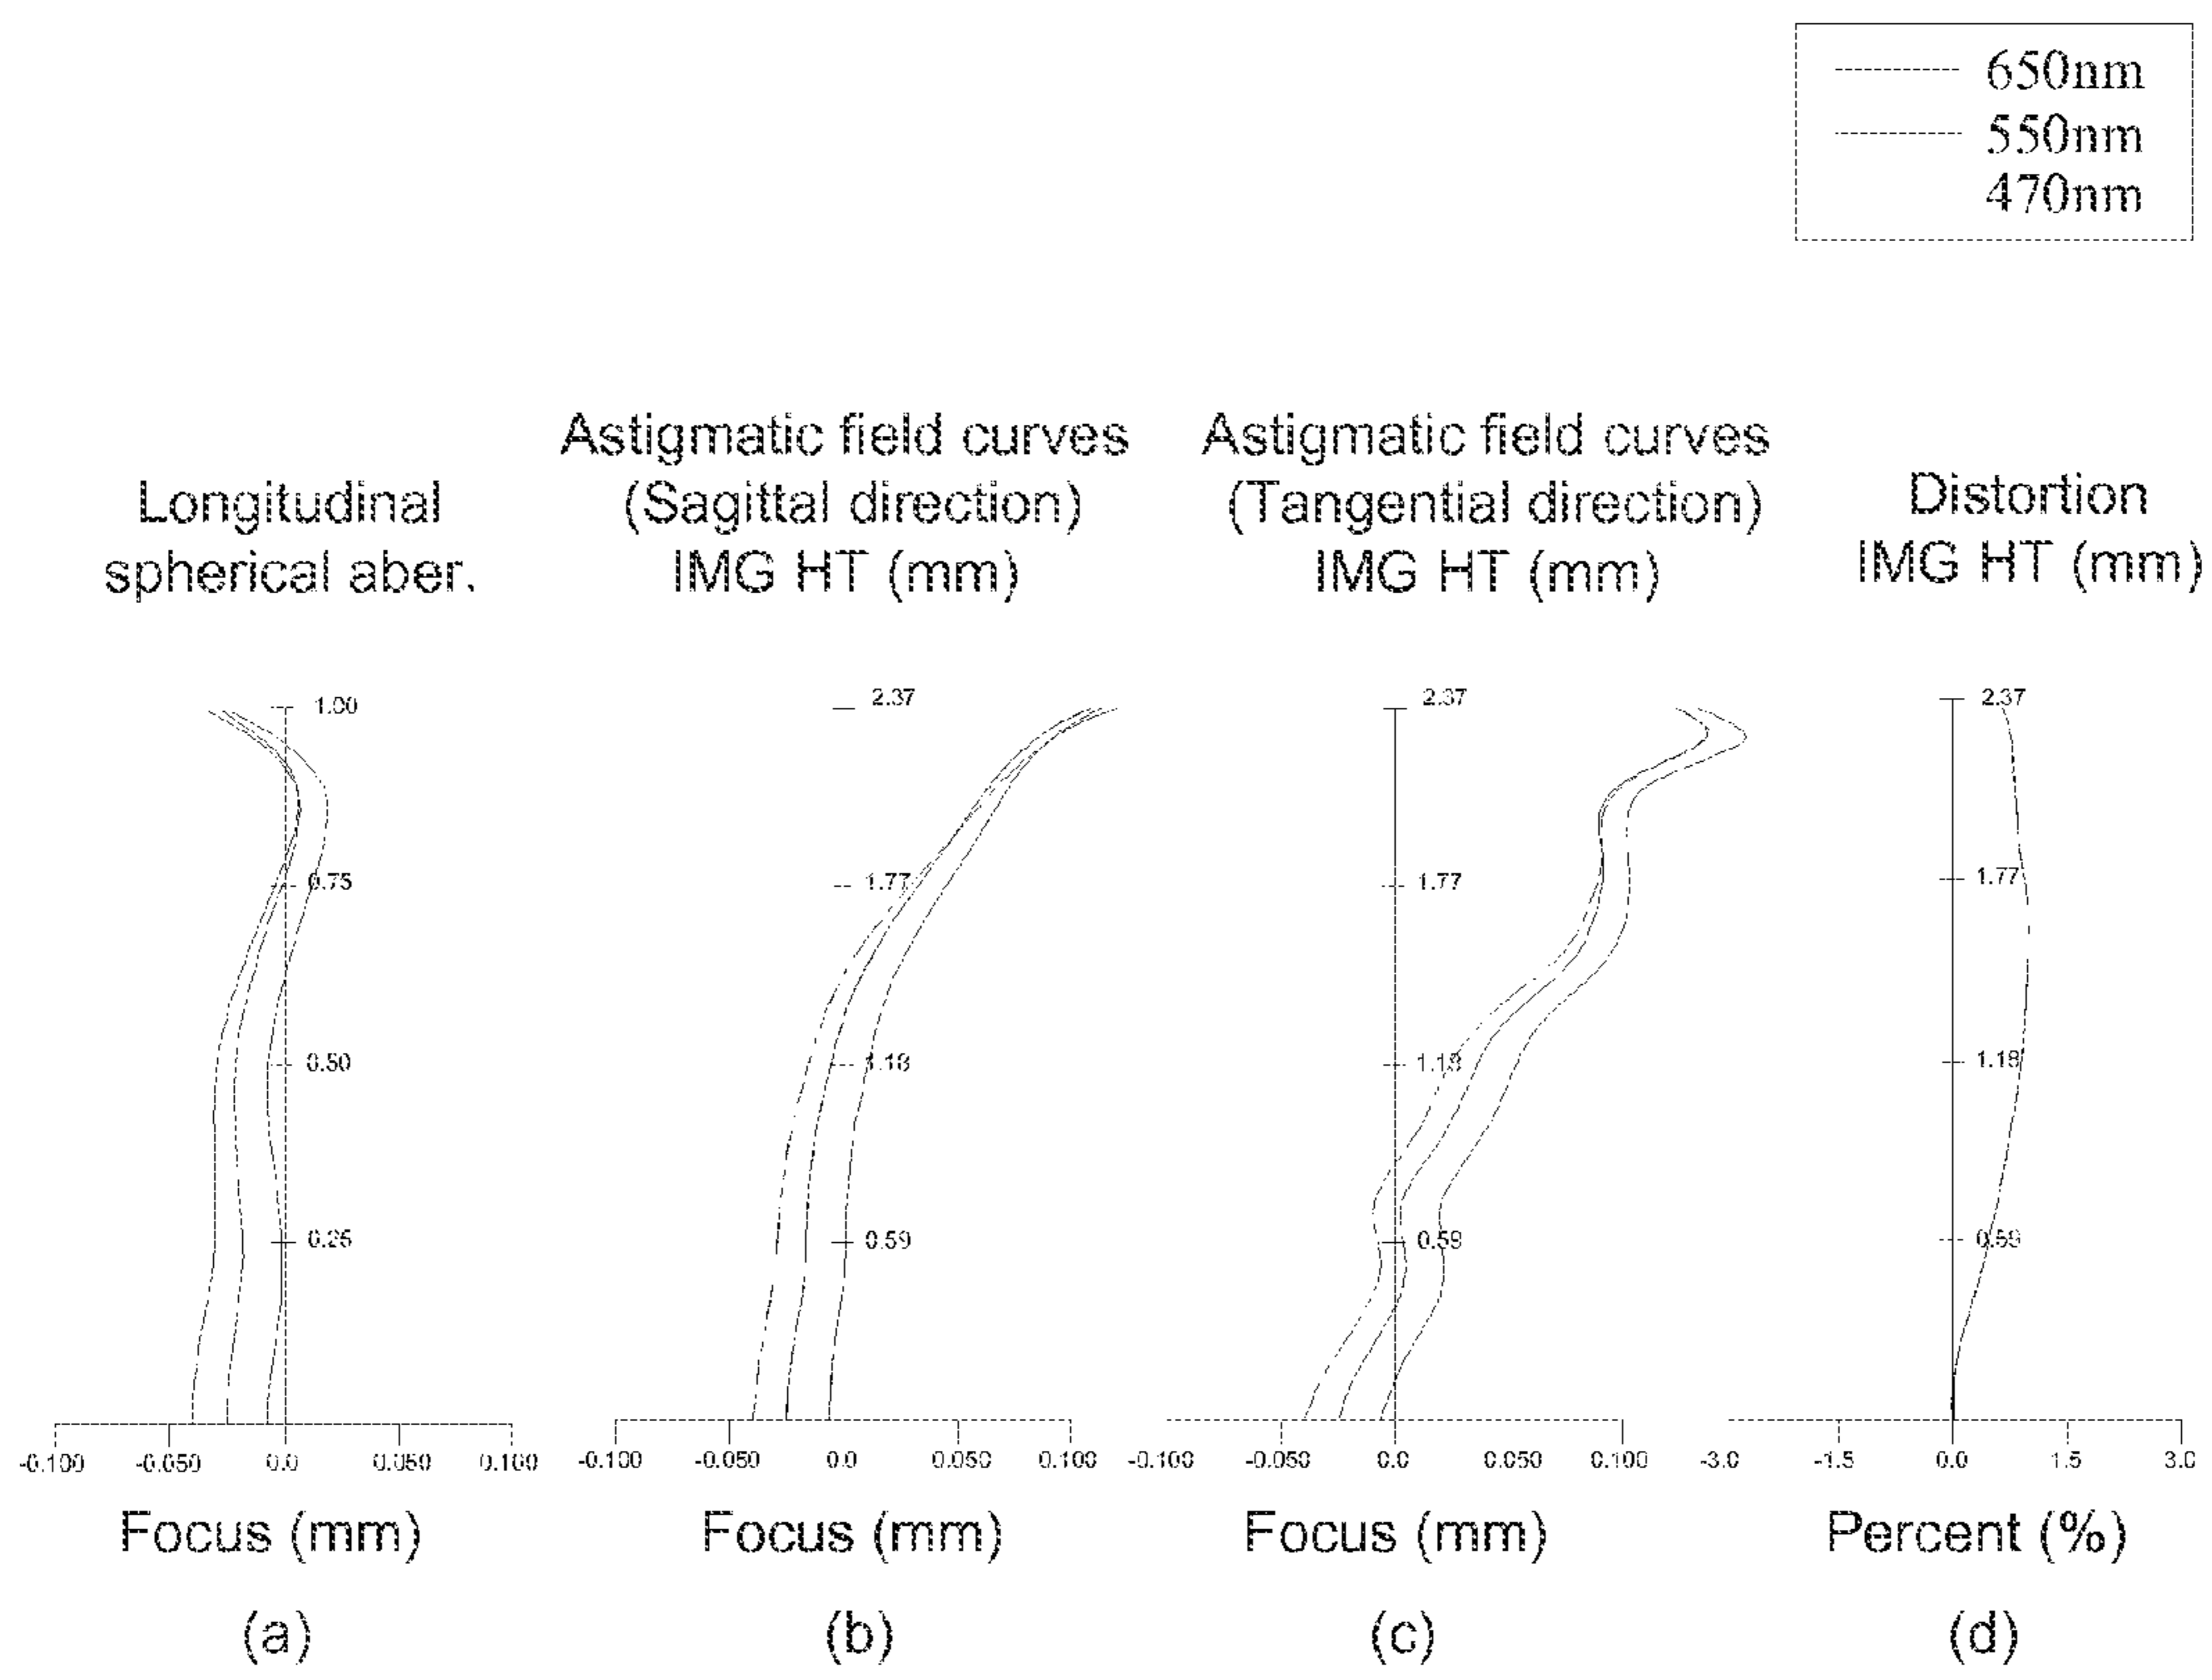 650nm
550nm
470nm
Longitudinal
spherical aber.
Astigmatic field curves
(Sagittal direction)
IMG HT (mm)
Astigmatic field curves
(Tangential direction)
IMG HT (mm)
Distortion
IMG HT (mm)
1.00
0.75
0.50
0.25
-0.100 -0.050 0.0 0.050 0.100
Focus (mm)
(a)
2.37
1.77
1.18
0.59
-0.100 -0.050 0.0 0.050 0.100
Focus (mm)
(b)
2.37
1.77
1.18
0.59
-0.100 -0.050 0.0 0.050 0.100
Focus (mm)
(c)
2.37
1.77
1.18
0.59
-3.0 -1.5 0.0 1.5 3.0
Percent (%)
(d)